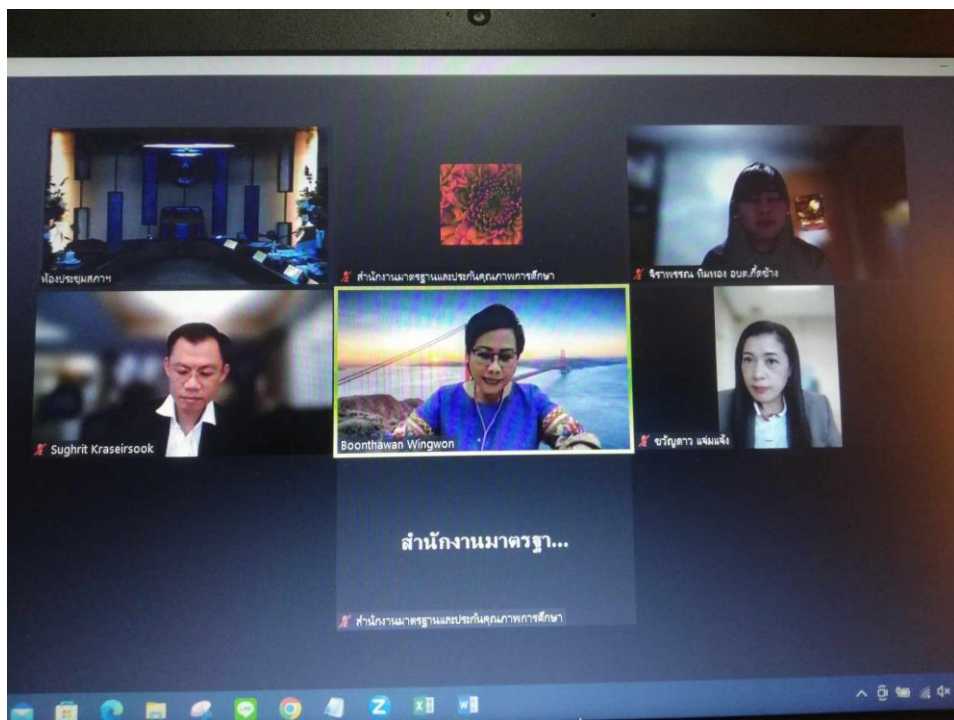 ห้องประชุมสภาฯ
สำนักงานมาตรฐานและประกันคุณภาพการศึกษา
จิราพรรณ ทิมทอง อบต.กื้ดช้าง
Sughrit Kraseirsook
Boonthawan Wingwon
ขวัญดาว แจ่มแจ้ง
สำนักงานมาตรฐา...
สำนักงานมาตรฐานและประกันคุณภาพการศึกษา